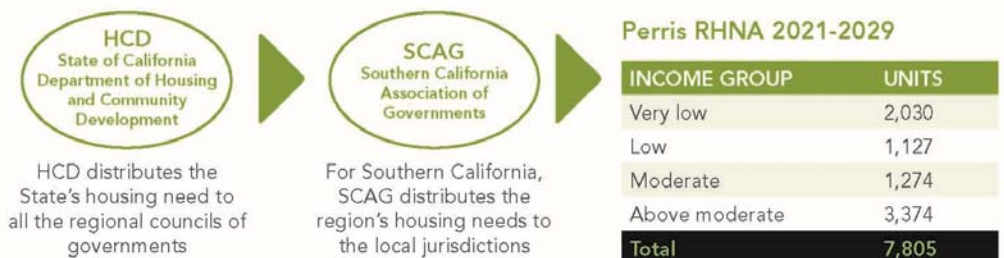 HCD
State of California
Department of Housing
and Community
Development
HCD distributes the
State's housing need to
all the regional councils of
governments
SCAG
Southern California
Association of
Governments
For Southern California,
SCAG distributes the
region's housing needs to
the local jurisdictions
Perris RHNA 2021-2029
INCOME GROUP UNITS
Very low 2,030
Low 1,127
Moderate 1,274
Above moderate 3,374
Total 7,805